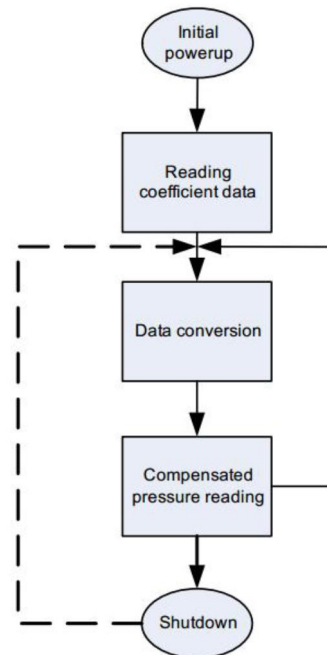 Initial
powerup
Reading
coefficient data
Data conversion
Compensated
pressure reading
Shutdown